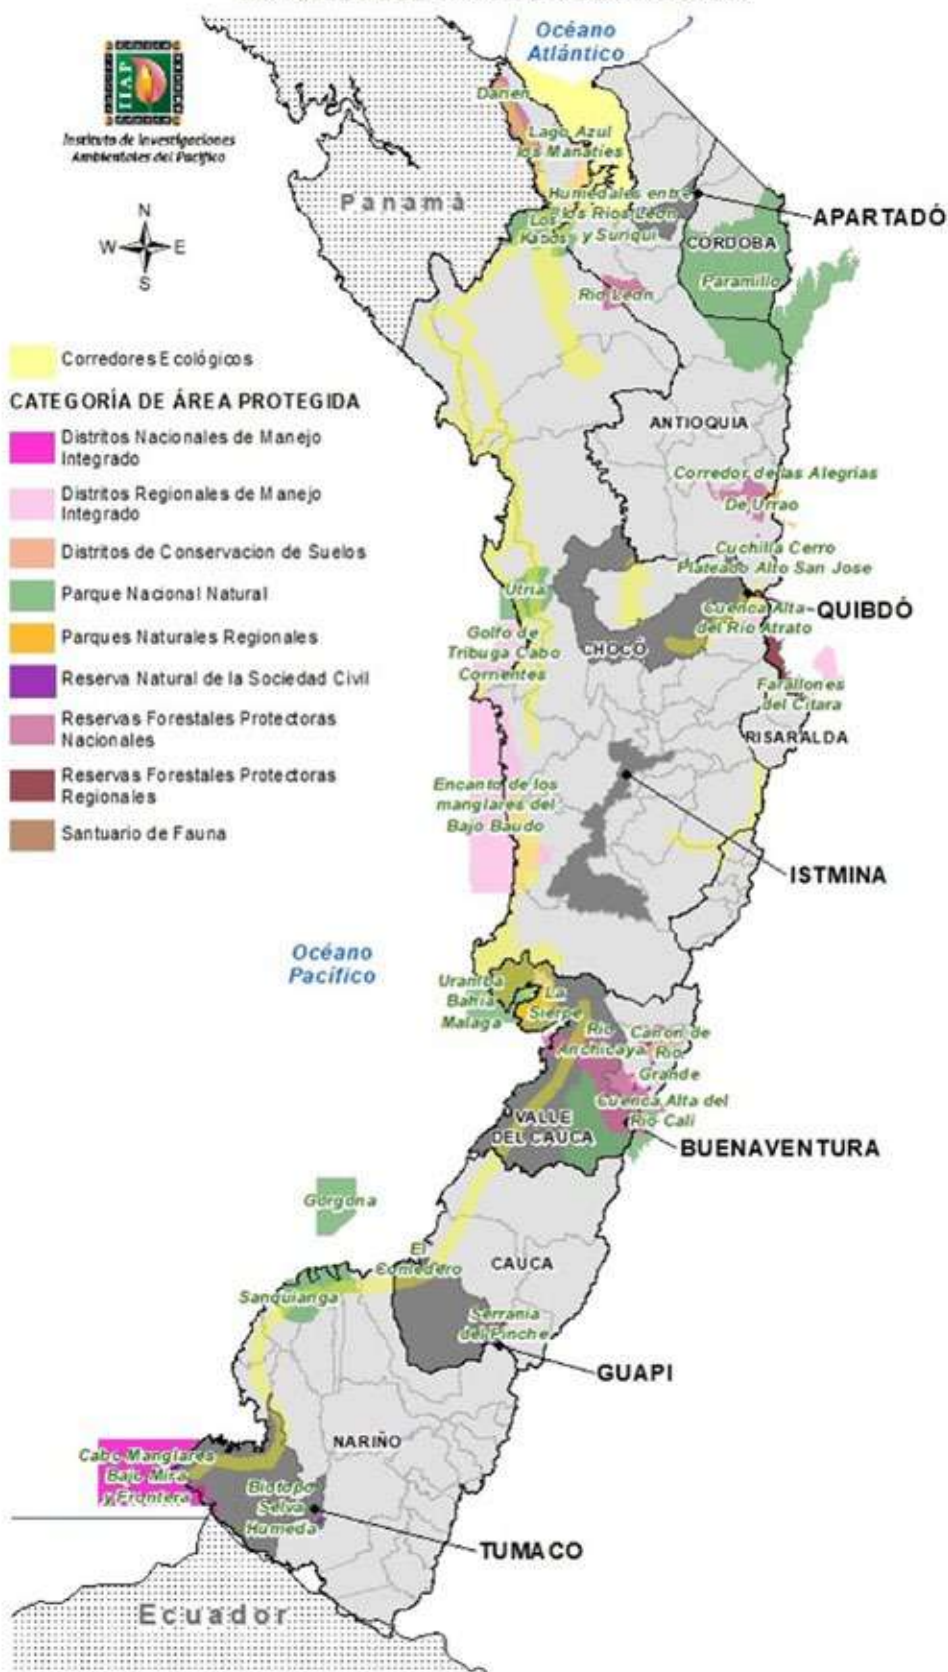 Océano
Atlántico
IIAP
Instituto de Investigaciones
Ambientales del Pacífico
N
W E
S
Panamá
Darien
Lago Azul
los Manaties
Humedales entre
los Rios León
y Suriqui
Los
Katios
APARTADÓ
CÓRDOBA
Paramillo
Rio León
Corredores Ecológicos
CATEGORÍA DE ÁREA PROTEGIDA
Distritos Nacionales de Manejo
Integrado
Distritos Regionales de Manejo
Integrado
Distritos de Conservacion de Suelos
Parque Nacional Natural
Parques Naturales Regionales
Reserva Natural de la Sociedad Civil
Reservas Forestales Protectoras
Nacionales
Reservas Forestales Protectoras
Regionales
Santuario de Fauna
ANTIOQUIA
Corredor de las Alegrias
De Urrao
Cuchilla Cerro
Plateado Alto San Jose
Utria
QUIBDÓ
Cuenca Alta
del Rio Atrato
CHOCÓ
Golfo de
Tribuga Cabo
Corrientes
Farallones
del Citara
RISARALDA
Encanto de los
manglares del
Bajo Baudo
ISTMINA
Océano
Pacífico
Uramba
Bahia
Malaga
La
Sierpe
Rio
Anchicaya
Cañon de
Rio
Grande
Cuenca Alta del
Rio Cali
VALLE
DEL CAUCA
BUENAVENTURA
Gorgona
El
Comedero
CAUCA
Sanquianga
Serrania
del Pinche
GUAPI
NARIÑO
Cabo Manglares
Bajo Mira
y Frontera
Biotopo
Selva
Humeda
TUMACO
Ecuador